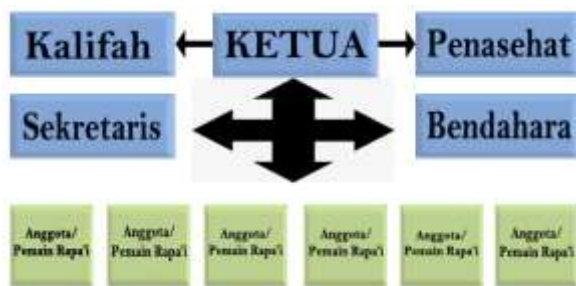 Kalifah
KETUA
Penasehat
Sekretaris
Bendahara
Anggota/
Pemain Rapa'i
Anggota/
Pemain Rapa'i
Anggota/
Pemain Rapa'i
Anggota/
Pemain Rapa'i
Anggota/
Pemain Rapa'i
Anggota/
Pemain Rapa'i